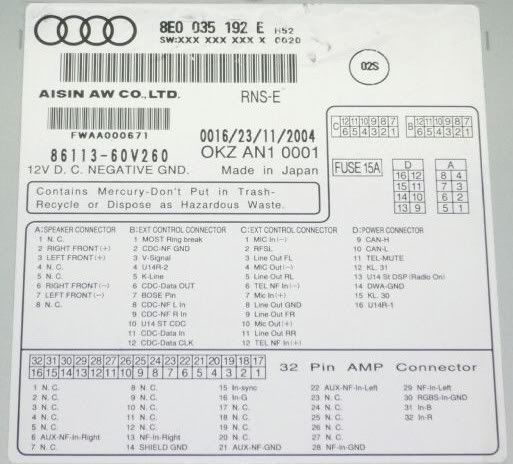 8E0 035 192 E H52
SW:XXX XXX XXX X 0020
02S
AISIN AW CO., LTD.
RNS-E
FWAA000671
0016/23/11/2004
86113-60V260
OKZ AN1 0001
12V D. C. NEGATIVE GND.
Made in Japan
Contains Mercury-Don't Put in Trash-
Recycle or Dispose as Hazardous Waste.
C 12 11 10 9 8 7
6 5 4 3 2 1
B 12 11 10 9 8 7
6 5 4 3 2 1
FUSE 15A
D
16 12
15 11
14 10
13 9
A
8 4
7 3
6 2
5 1
A:SPEAKER CONNECTOR
1 N. C.
2 RIGHT FRONT(+)
3 LEFT FRONT(+)
4 N. C.
5 N. C.
6 RIGHT FRONT(-)
7 LEFT FRONT(-)
8 N. C.
B:EXT CONTROL CONNECTOR
1 MOST Ring break
2 CDC-NF GND
3 V-Signal
4 U14R-2
5 K-Line
6 CDC-Data OUT
7 BOSE Pin
8 CDC-NF L In
9 CDC-NF R In
10 U14 ST CDC
11 CDC-Data In
12 CDC-Data CLK
C:EXT CONTROL CONNECTOR
1 MIC In(-)
2 RFSL
3 Line Out FL
4 MIC Out(-)
5 Line Out RL
6 TEL NF In(-)
7 Mic In(+)
8 Line Out GND
9 Line Out FR
10 MIC Out(+)
11 Line Out RR
12 TEL NF In(+)
D:POWER CONNECTOR
9 CAN-H
10 CAN-L
11 TEL-MUTE
12 KL. 31
13 U14 St DSP (Radio On)
14 DWA-GND
15 KL. 30
16 U14R-1
32 31 30 29 28 27 26 25 24 23 22 21 20 19 18 17
16 15 14 13 12 11 10 9 8 7 6 5 4 3 2 1
32 Pin AMP Connector
1 N. C.
2 N. C.
3 N. C.
4 N. C.
5 N. C.
6 AUX-NF-In-Right
7 N. C.
8 N. C.
9 N. C.
10 N. C.
11 N. C.
12 N. C.
13 NF-In-Right
14 SHIELD GND
15 In-sync
16 In-G
17 N. C.
18 N. C.
19 N. C.
20 N. C.
21 AUX-NF-GND
22 AUX-NF-In-Left
23 N. C.
24 N. C.
25 N. C.
26 N. C.
27 N. C.
28 NF-In-GND
29 NF-In-Left
30 RGBS-In-GND
31 In-B
32 In-R